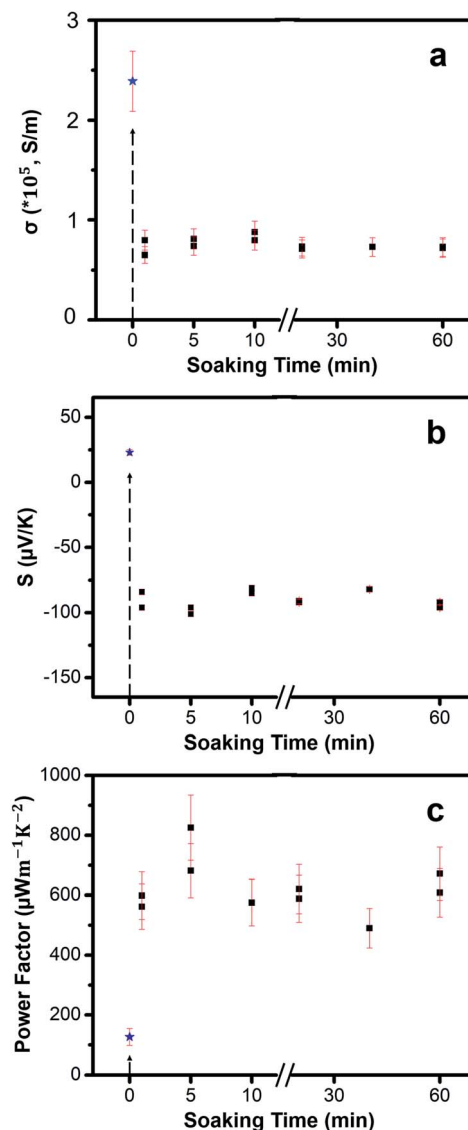 a
3
2
1
0
σ (*10⁵, S/m)
0 5 10 30 60
Soaking Time (min)
b
50
0
-50
-100
-150
S (µV/K)
0 5 10 30 60
Soaking Time (min)
c
1000
800
600
400
200
0
Power Factor (µWm⁻¹K⁻²)
0 5 10 30 60
Soaking Time (min)